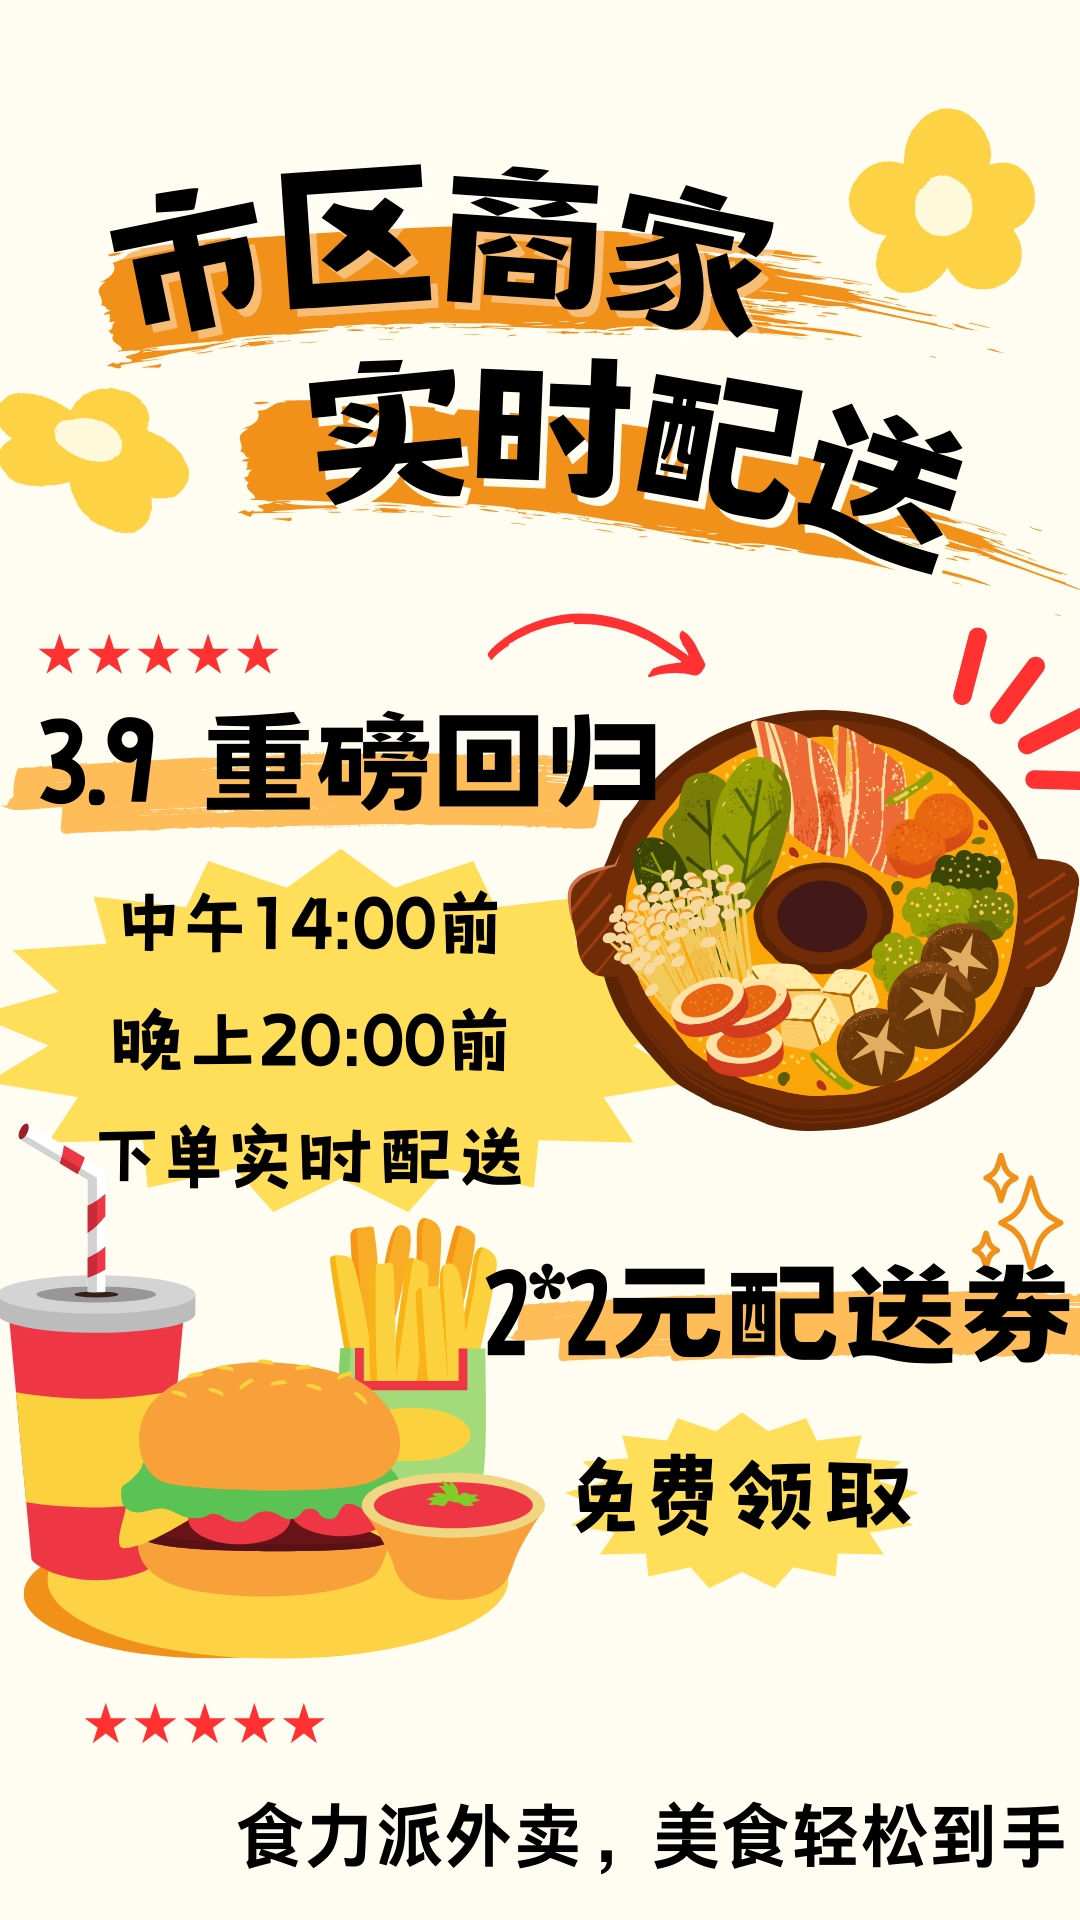 市区商家
实时配送
3.9 重磅回归
中午14:00前
晚上20:00前
下单实时配送
2*2元配送券
免费领取
食力派外卖，美食轻松到手